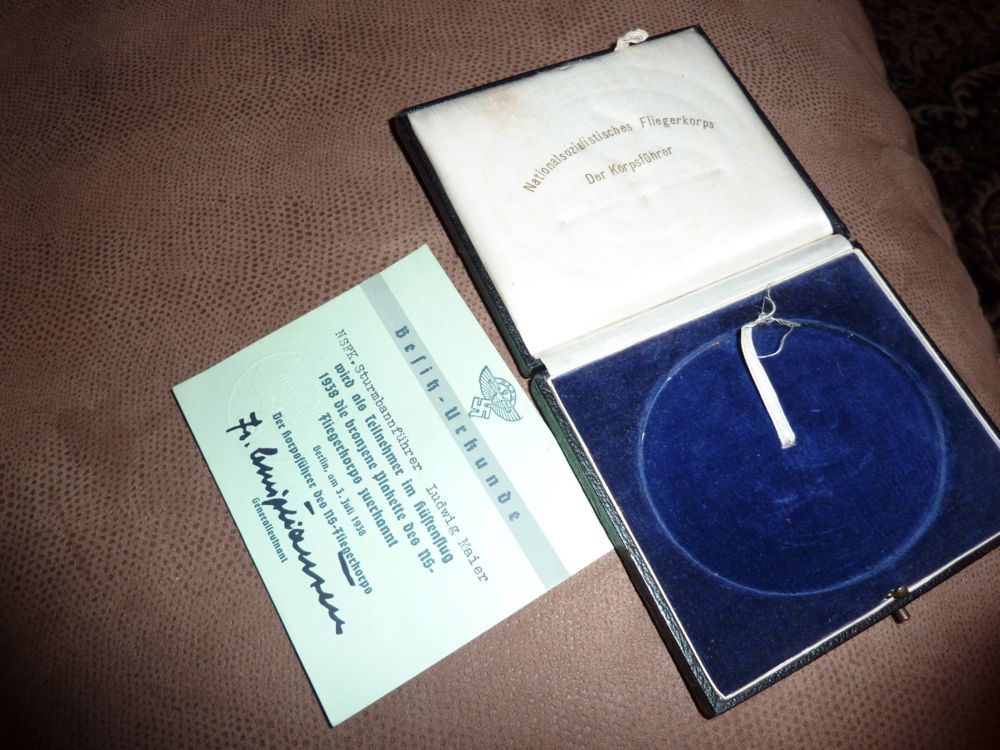 Nationalsozialistisches Fliegerkorps
Der Korpsführer
Besitz-Urkunde
NSFK.Sturmbannführer Ludwig Maier
wird als Teilnehmer im Küstenflug
1938 die bronzene Plakette des NS-
Fliegerkorps zuerkannt
Berlin, am 3. Juli 1938
Der Korpsführer des NS-Fliegerkorps
Generalleutnant